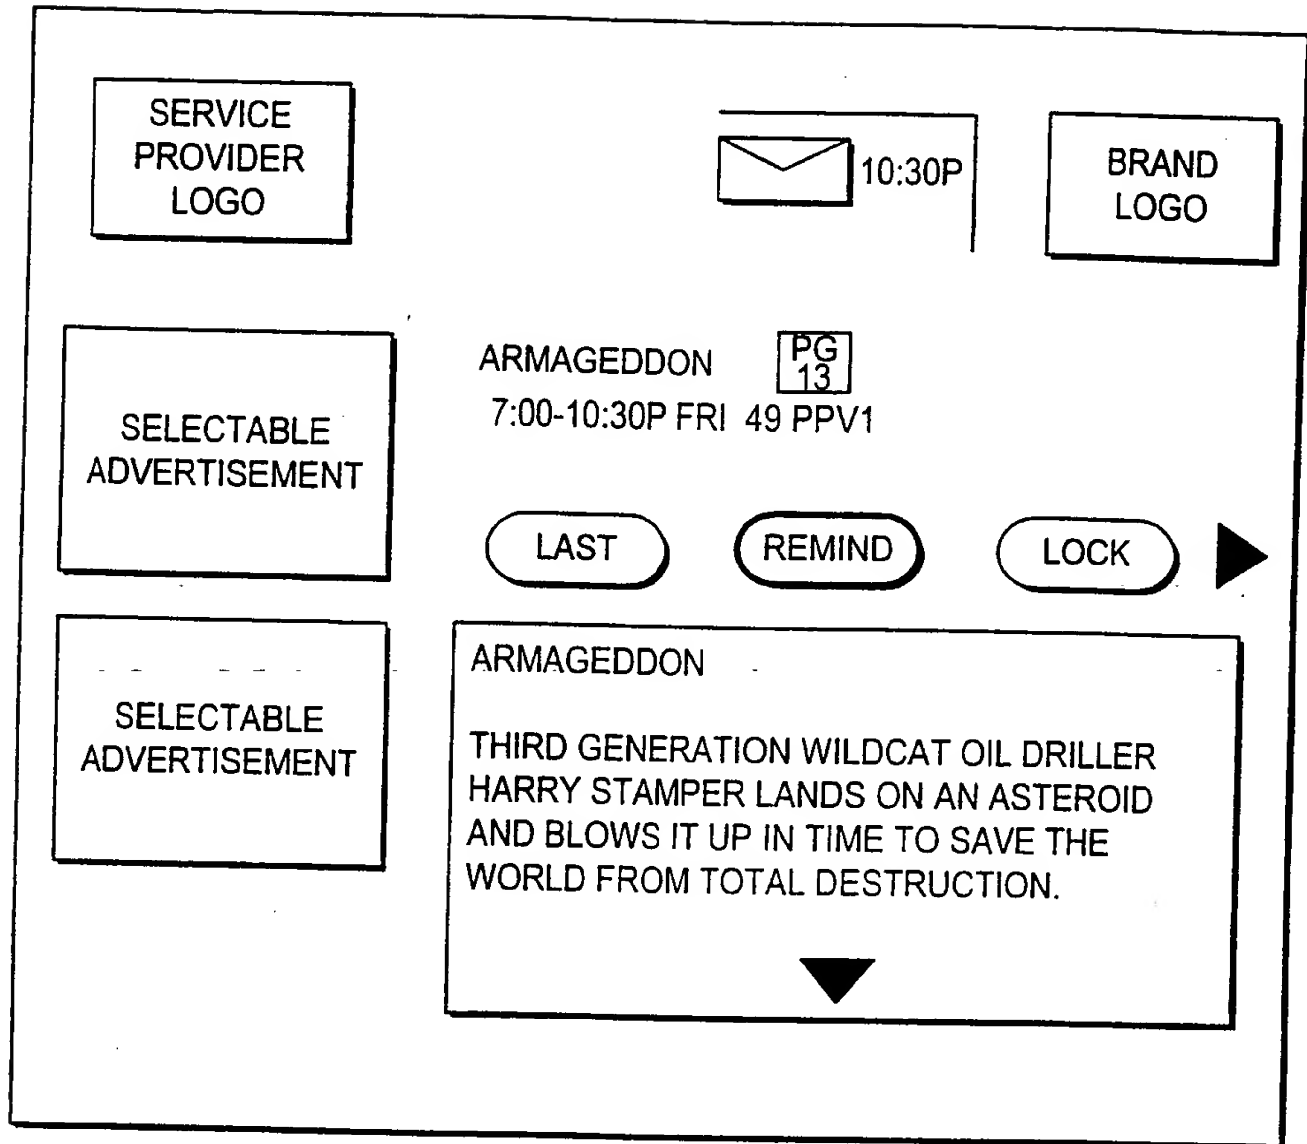 SERVICE
PROVIDER
LOGO
10:30P
BRAND
LOGO
SELECTABLE
ADVERTISEMENT
ARMAGEDDON PG 13
7:00-10:30P FRI 49 PPV1
LAST REMIND LOCK
SELECTABLE
ADVERTISEMENT
ARMAGEDDON
THIRD GENERATION WILDCAT OIL DRILLER
HARRY STAMPER LANDS ON AN ASTEROID
AND BLOWS IT UP IN TIME TO SAVE THE
WORLD FROM TOTAL DESTRUCTION.